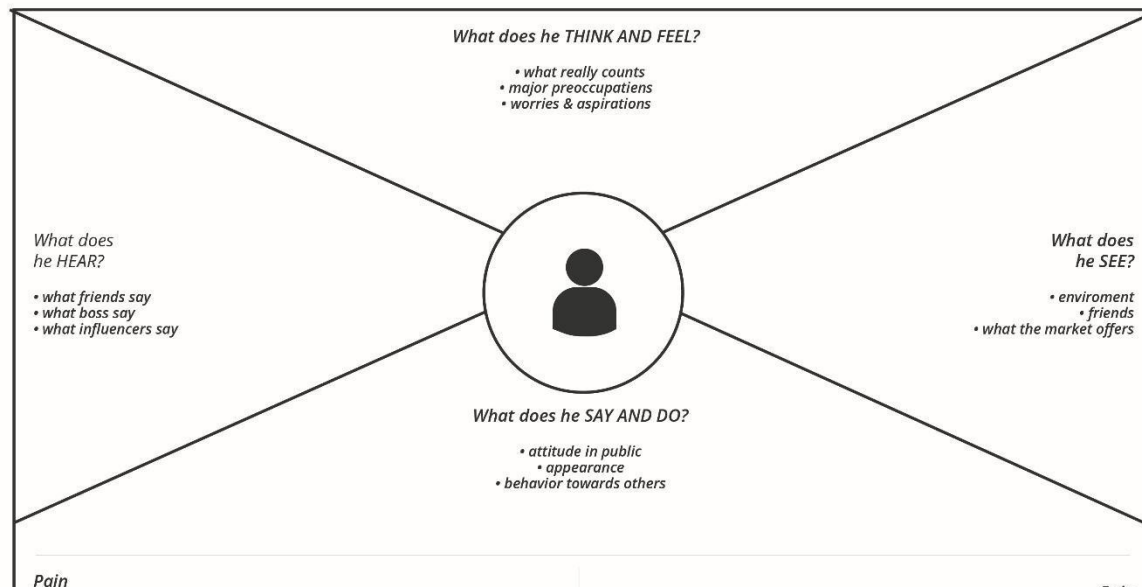 What does he THINK AND FEEL?
• what really counts
• major preoccupatiens
• worries & aspirations
What does
he HEAR?
• what friends say
• what boss say
• what influencers say
What does
he SEE?
• enviroment
• friends
• what the market offers
What does he SAY AND DO?
• attitude in public
• appearance
• behavior towards others
Pain